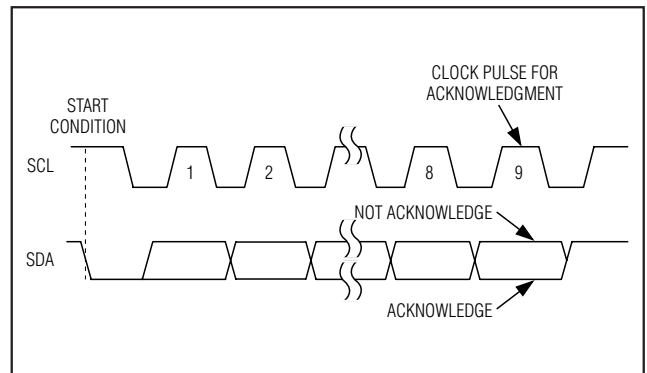 CLOCK PULSE FOR
ACKNOWLEDGMENT
START
CONDITION
SCL
1
2
8
9
NOT ACKNOWLEDGE
SDA
ACKNOWLEDGE